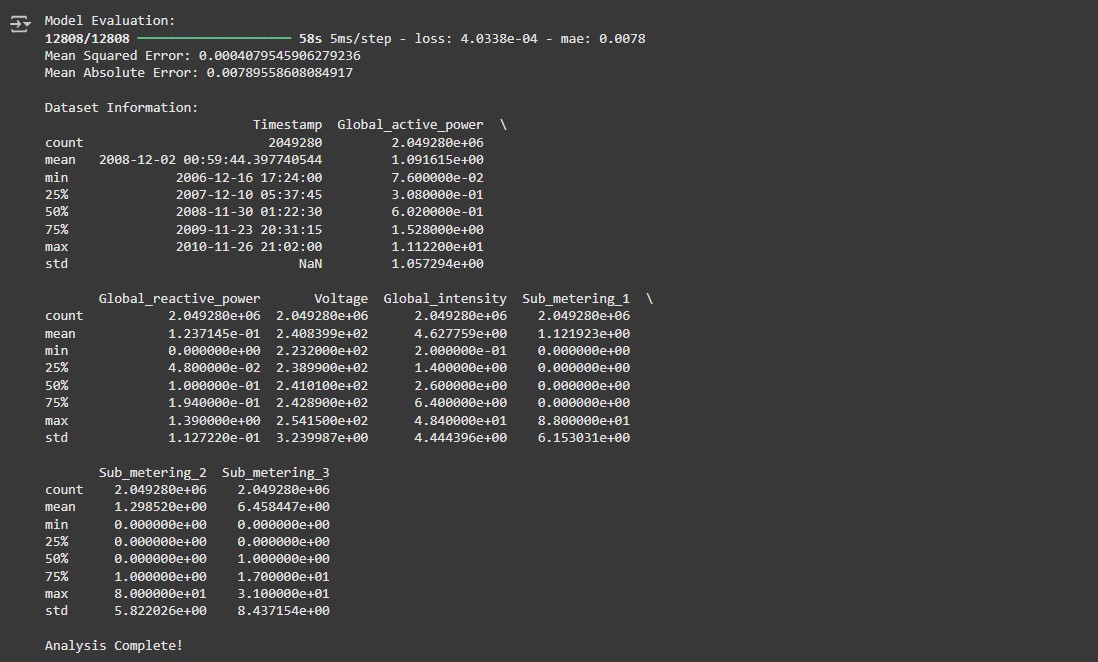 Model Evaluation:
12808/12808 ━━━━━━━━━━━━━━━━━━━━ 58s 5ms/step - loss: 4.0338e-04 - mae: 0.0078
Mean Squared Error: 0.0004079545906279236
Mean Absolute Error: 0.00789558608084917
Dataset Information:
Timestamp Global_active_power \
count 2049280 2.049280e+06
mean 2008-12-02 00:59:44.397740544 1.091615e+00
min 2006-12-16 17:24:00 7.600000e-02
25% 2007-12-10 05:37:45 3.080000e-01
50% 2008-11-30 01:22:30 6.020000e-01
75% 2009-11-23 20:31:15 1.528000e+00
max 2010-11-26 21:02:00 1.112200e+01
std NaN 1.057294e+00
Global_reactive_power Voltage Global_intensity Sub_metering_1 \
count 2.049280e+06 2.049280e+06 2.049280e+06 2.049280e+06
mean 1.237145e-01 2.408399e+02 4.627759e+00 1.121923e+00
min 0.000000e+00 2.232000e+02 2.000000e-01 0.000000e+00
25% 4.800000e-02 2.389900e+02 1.400000e+00 0.000000e+00
50% 1.000000e-01 2.410100e+02 2.600000e+00 0.000000e+00
75% 1.940000e-01 2.428900e+02 6.400000e+00 0.000000e+00
max 1.390000e+00 2.541500e+02 4.840000e+01 8.800000e+01
std 1.127220e-01 3.239987e+00 4.444396e+00 6.153031e+00
Sub_metering_2 Sub_metering_3
count 2.049280e+06 2.049280e+06
mean 1.298520e+00 6.458447e+00
min 0.000000e+00 0.000000e+00
25% 0.000000e+00 0.000000e+00
50% 0.000000e+00 1.000000e+00
75% 1.000000e+00 1.700000e+01
max 8.000000e+01 3.100000e+01
std 5.822026e+00 8.437154e+00
Analysis Complete!